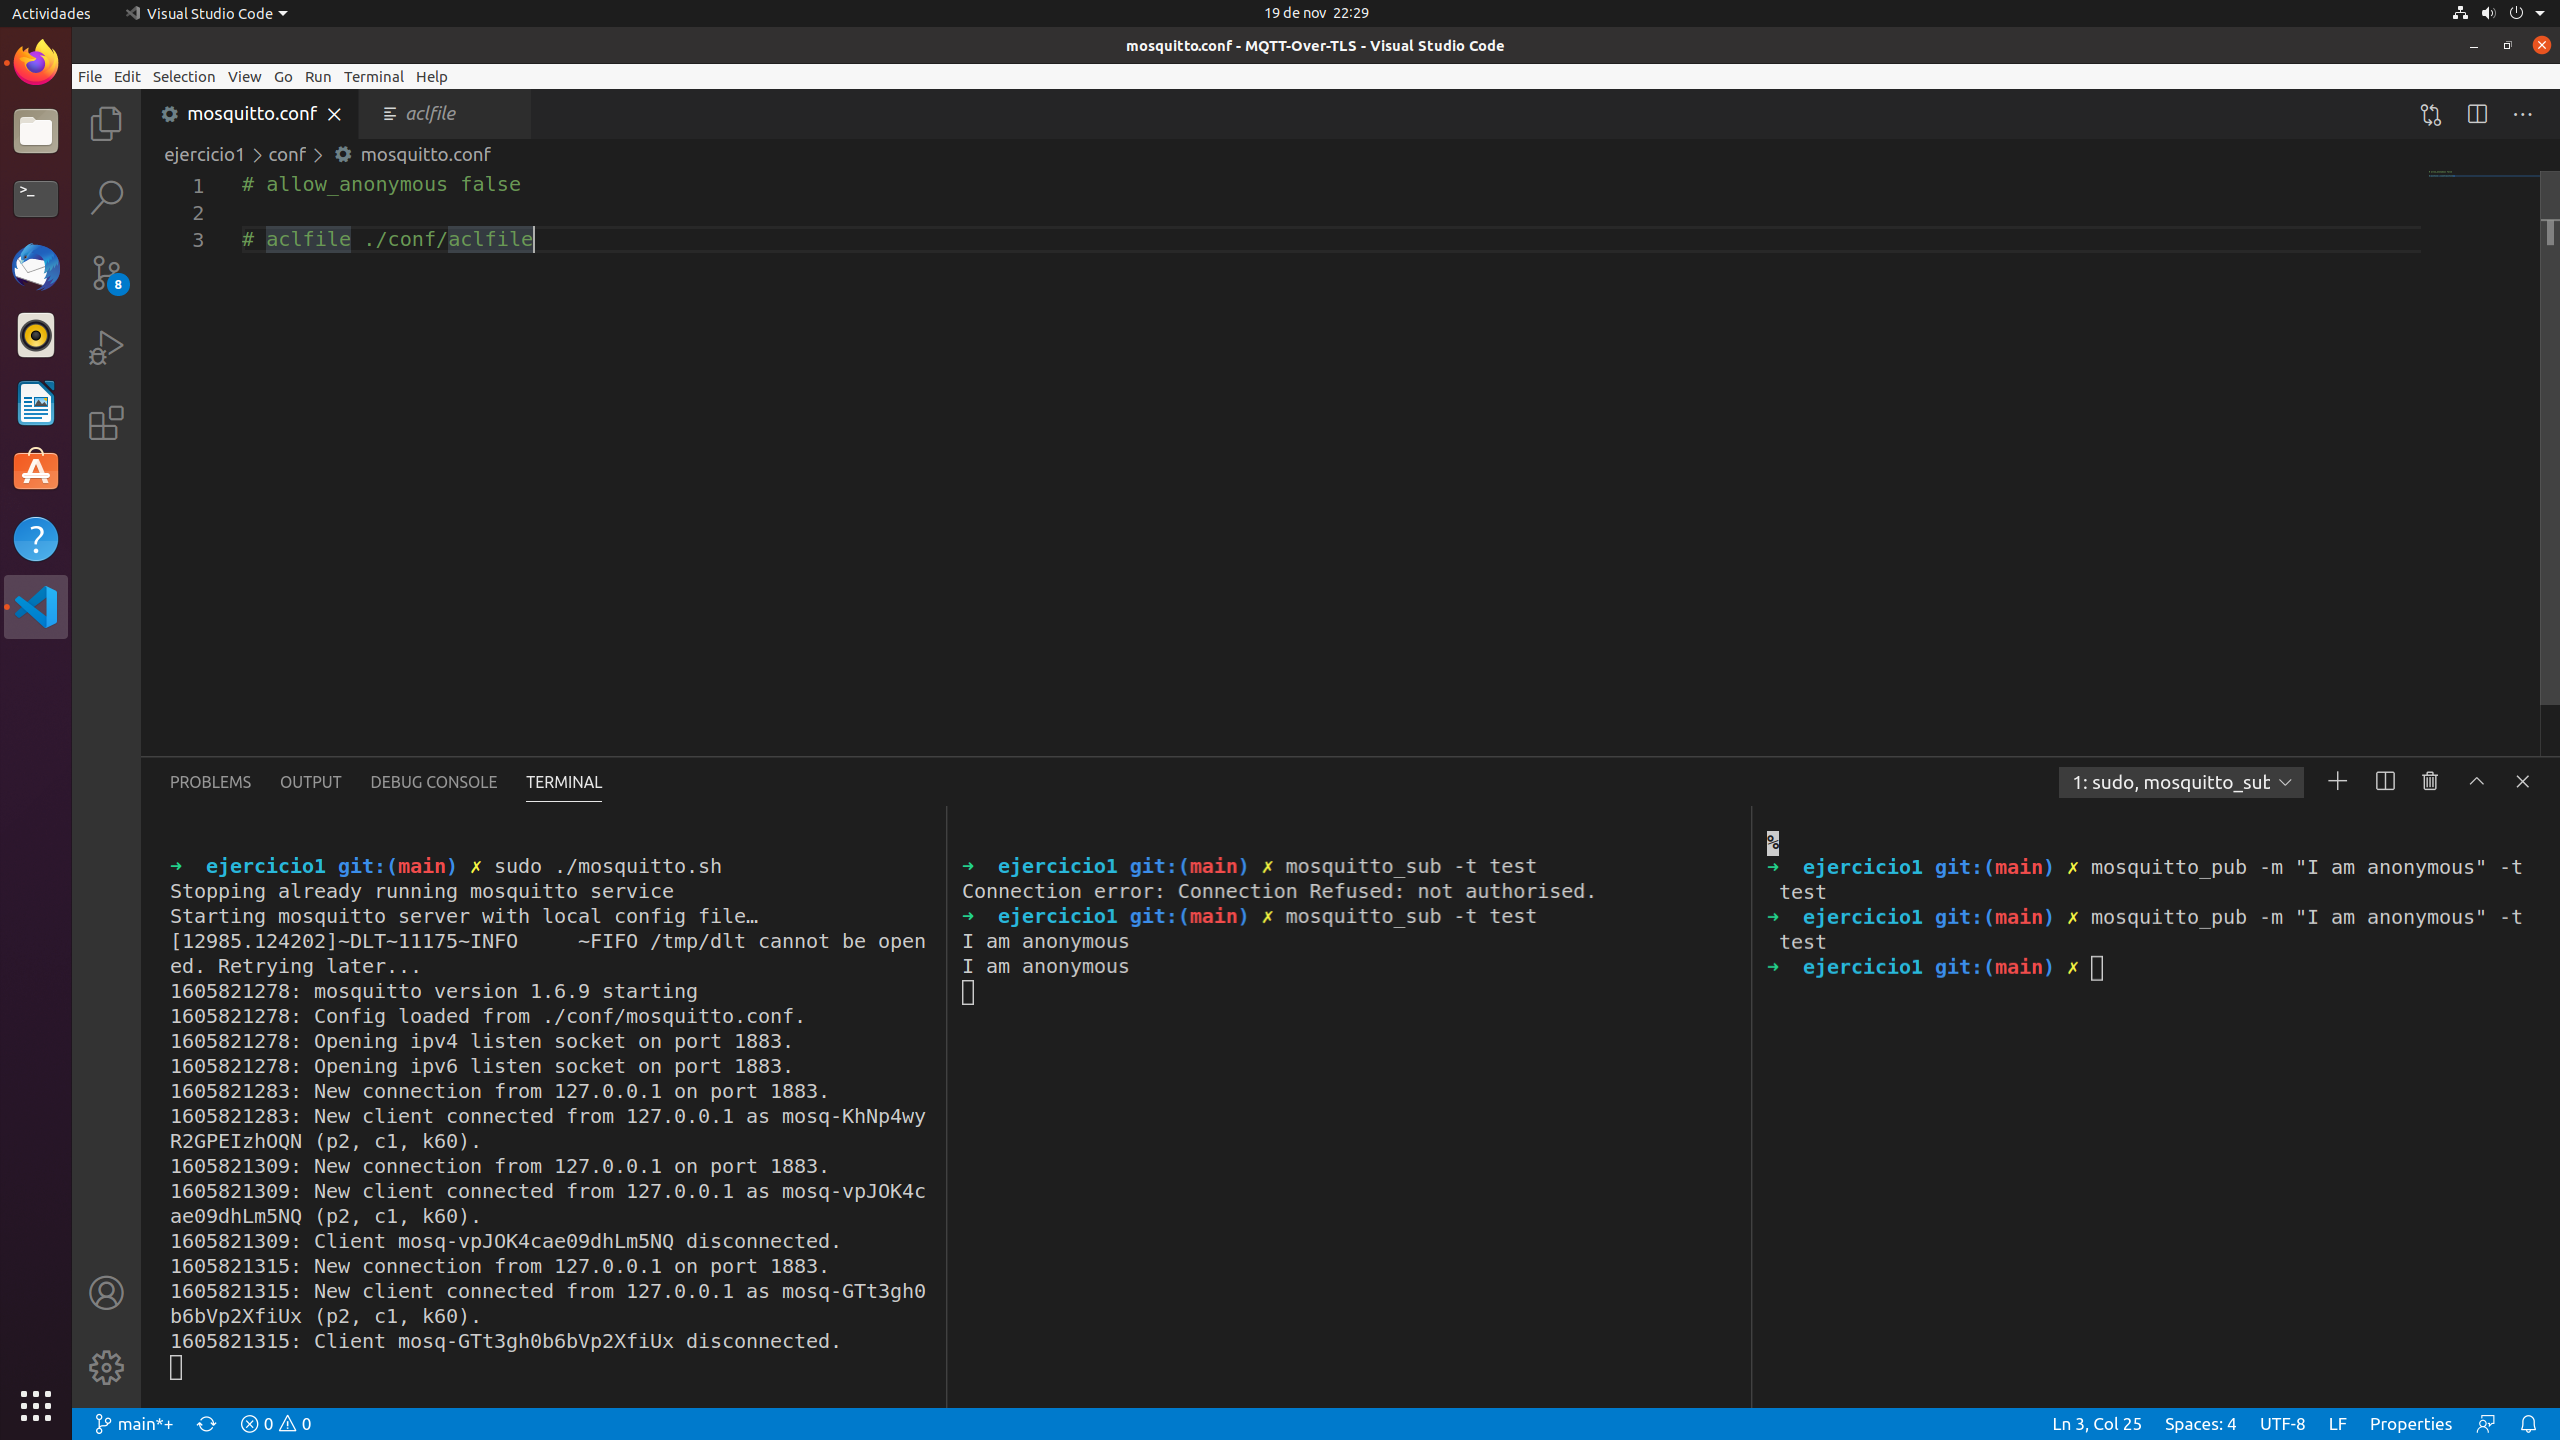 Actividades
Visual Studio Code
19 de nov 22:29
mosquitto.conf - MQTT-Over-TLS - Visual Studio Code
File Edit Selection View Go Run Terminal Help
mosquitto.conf
aclfile
ejercicio1 > conf > mosquitto.conf
1 # allow_anonymous false
2
3 # aclfile ./conf/aclfile
8
PROBLEMS OUTPUT DEBUG CONSOLE TERMINAL
1: sudo, mosquitto_sub
➜ ejercicio1 git:(main) ✗ sudo ./mosquitto.sh
Stopping already running mosquitto service
Starting mosquitto server with local config file…
[12985.124202]~DLT~11175~INFO     ~FIFO /tmp/dlt cannot be open
ed. Retrying later...
1605821278: mosquitto version 1.6.9 starting
1605821278: Config loaded from ./conf/mosquitto.conf.
1605821278: Opening ipv4 listen socket on port 1883.
1605821278: Opening ipv6 listen socket on port 1883.
1605821283: New connection from 127.0.0.1 on port 1883.
1605821283: New client connected from 127.0.0.1 as mosq-KhNp4wy
R2GPEIzhOQN (p2, c1, k60).
1605821309: New connection from 127.0.0.1 on port 1883.
1605821309: New client connected from 127.0.0.1 as mosq-vpJOK4c
ae09dhLm5NQ (p2, c1, k60).
1605821309: Client mosq-vpJOK4cae09dhLm5NQ disconnected.
1605821315: New connection from 127.0.0.1 on port 1883.
1605821315: New client connected from 127.0.0.1 as mosq-GTt3gh0
b6bVp2XfiUx (p2, c1, k60).
1605821315: Client mosq-GTt3gh0b6bVp2XfiUx disconnected.
➜ ejercicio1 git:(main) ✗ mosquitto_sub -t test
Connection error: Connection Refused: not authorised.
➜ ejercicio1 git:(main) ✗ mosquitto_sub -t test
I am anonymous
I am anonymous
%
➜ ejercicio1 git:(main) ✗ mosquitto_pub -m "I am anonymous" -t
test
➜ ejercicio1 git:(main) ✗ mosquitto_pub -m "I am anonymous" -t
test
➜ ejercicio1 git:(main) ✗
main*+
0 0
Ln 3, Col 25
Spaces: 4
UTF-8
LF
Properties